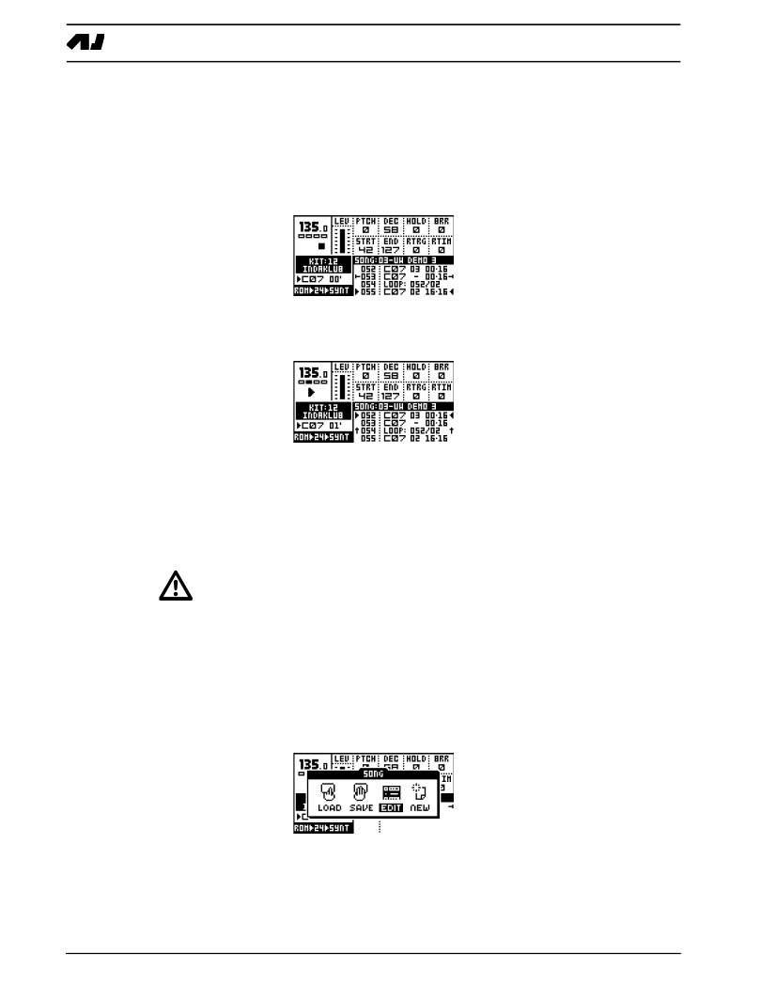 135.0
LEV PTCH DEC HOLD BRR
0 58 0 0
STRT END RTRG RTIM
42 127 0 0
KIT:12
INDAKLUB
C07 00'
ROM▶24▶SYNT
SONG:03-UW DEMO 3
052 C07 03 00·16
053 C07 - 00·16
054 LOOP: 052/02
055 C07 02 16·16
135.0
LEV PTCH DEC HOLD BRR
0 58 0 0
STRT END RTRG RTIM
42 127 0 0
KIT:12
INDAKLUB
C07 01'
ROM▶24▶SYNT
SONG:03-UW DEMO 3
052 C07 03 00·16
053 C07 - 00·16
054 LOOP: 052/02
055 C07 02 16·16
135.0
LEV PTCH DEC HOLD BRR
58 0 0
SONG
LOAD SAVE EDIT NEW
ROM▶24▶SYNT